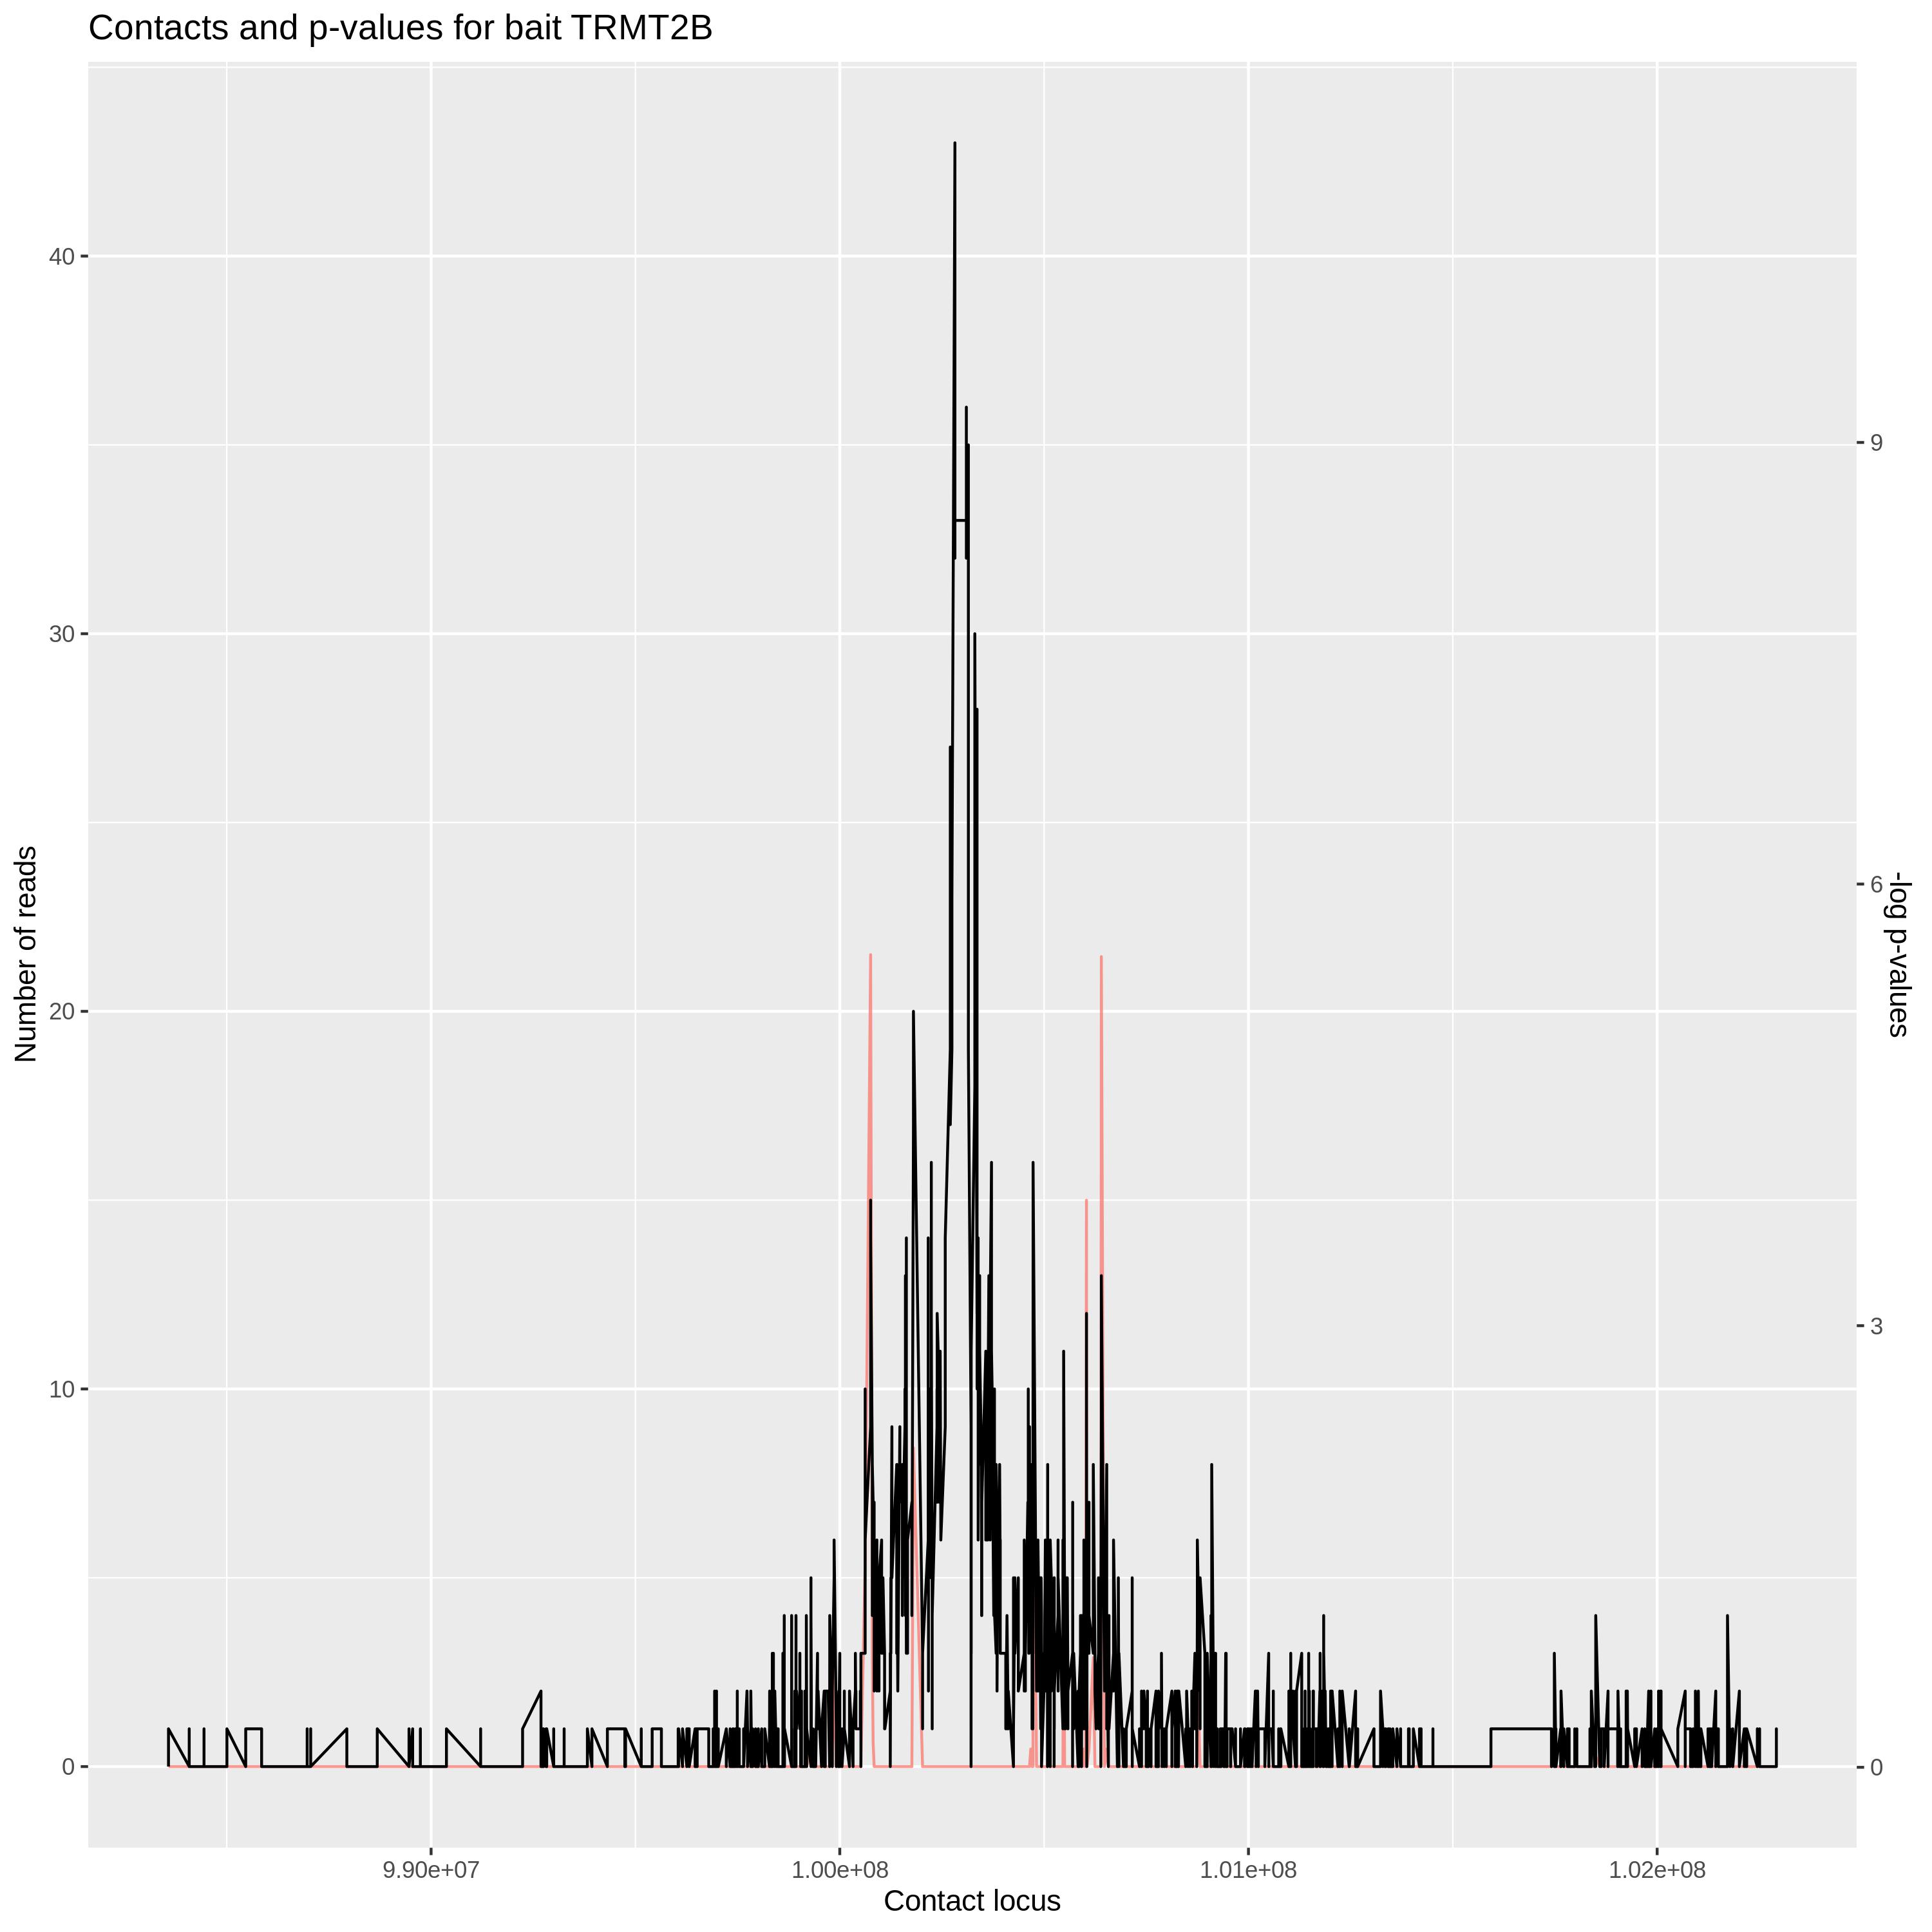 Contacts and p-values for bait TRMT2B
Number of reads
40
30
20
10
0
9
6
3
0
-log p-values
9.90e+07
1.00e+08
1.01e+08
1.02e+08
Contact locus